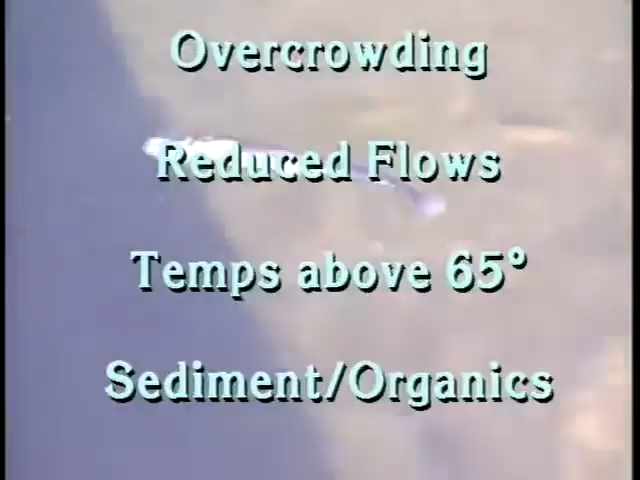 Overcrowding
Reduced Flows
Temps above 65°
Sediment/Organics